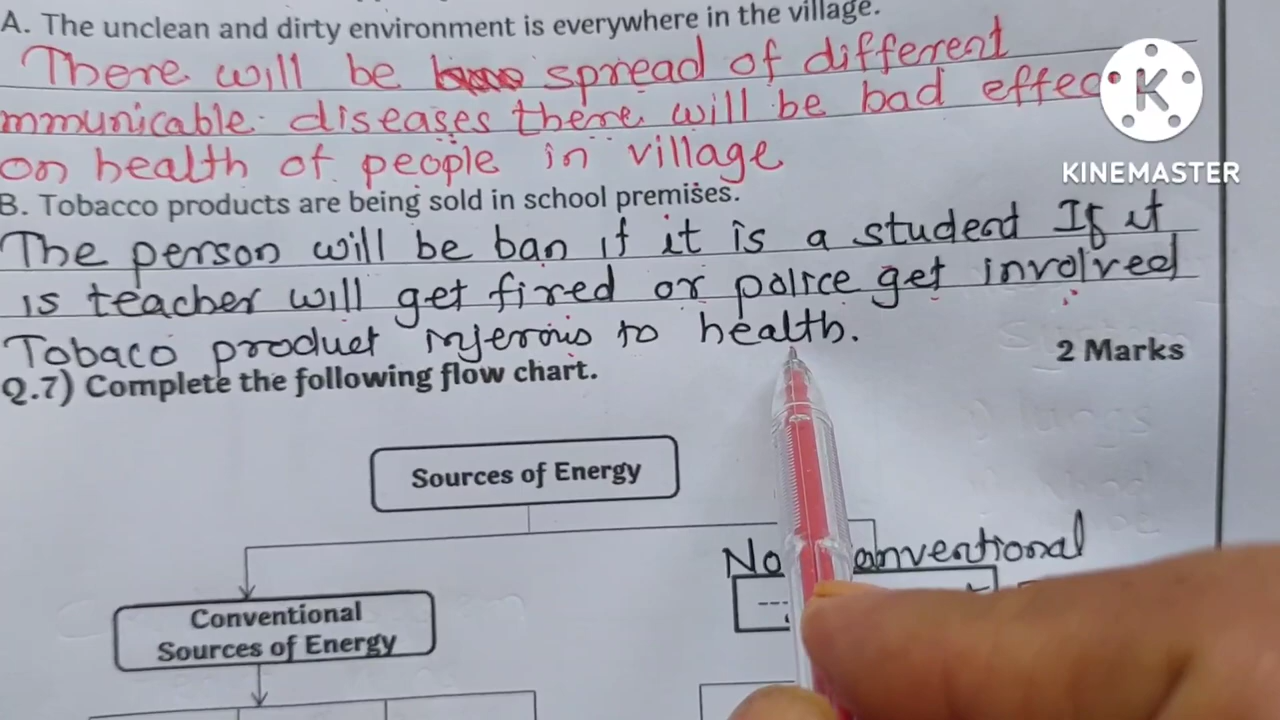 A. The unclean and dirty environment is everywhere in the village.
There will be spread of different
mmunicable diseases there will be bad effec
on health of people in village
K
KINEMASTER
B. Tobacco products are being sold in school premises.
The person will be ban if it is a student If it
is teacher will get fired or police get involved
Tobaco product injerous to health.
2 Marks
Q.7) Complete the following flow chart.
Sources of Energy
No conventional
Conventional
Sources of Energy